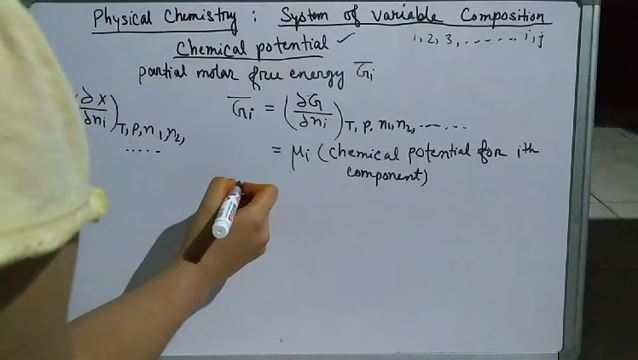 Physical Chemistry : System of variable Composition
Chemical potential ✓ 1, 2, 3, ........ i, j
partial molar free energy G̅i
(∂X/∂ni)T, P, n1, n2, ..... G̅i = (∂G/∂ni)T, P, n1, n2, ......
= μi (chemical potential for ith
component)